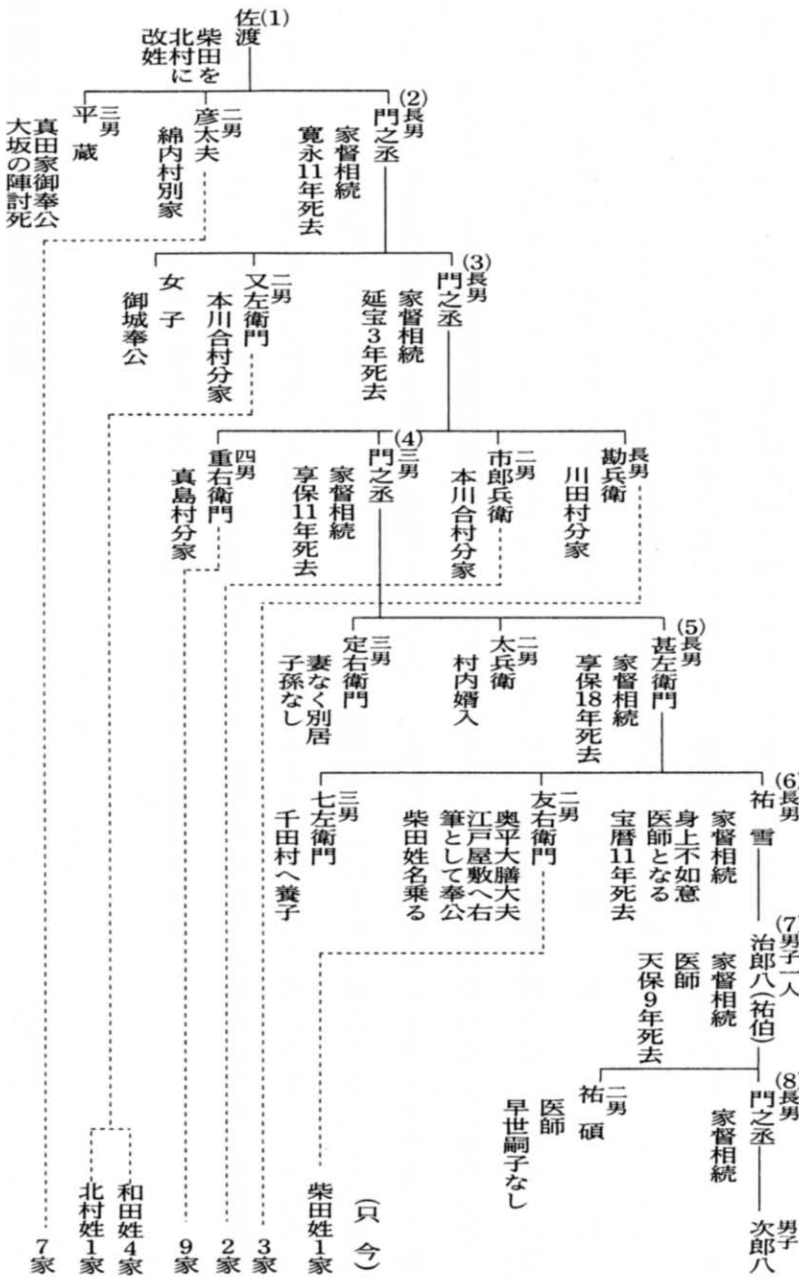 (1)
佐渡
柴田を
北村に
改姓
(2)
長男
門之丞
家督相続
寛永11年死去
二男
彦太夫
綿内村別家
三男
平蔵
真田家御奉公
大坂の陣討死
(3)
長男
門之丞
家督相続
延宝3年死去
二男
又左衛門
本川合村分家
女子
御城奉公
長男
勘兵衛
川田村分家
二男
市郎兵衛
本川合村分家
(4)
三男
門之丞
家督相続
享保11年死去
四男
重右衛門
真島村分家
(5)
長男
甚左衛門
家督相続
享保18年死去
二男
太兵衛
村内婿入
三男
定右衛門
妻なく別居
子孫なし
(6)
長男
祐雪
家督相続
身上不如意
医師となる
宝暦11年死去
二男
友右衛門
奥平大膳大夫
江戸屋敷へ右
筆として奉公
柴田姓名乗る
三男
七左衛門
千田村へ養子
(7)
男子一人
治郎八(祐伯)
家督相続
医師
天保9年死去
(8)
長男
門之丞
家督相続
二男
祐碩
医師
早世嗣子なし
男子
次郎八
(只今)
柴田姓1家
3家
2家
9家
和田姓4家
北村姓1家
7家